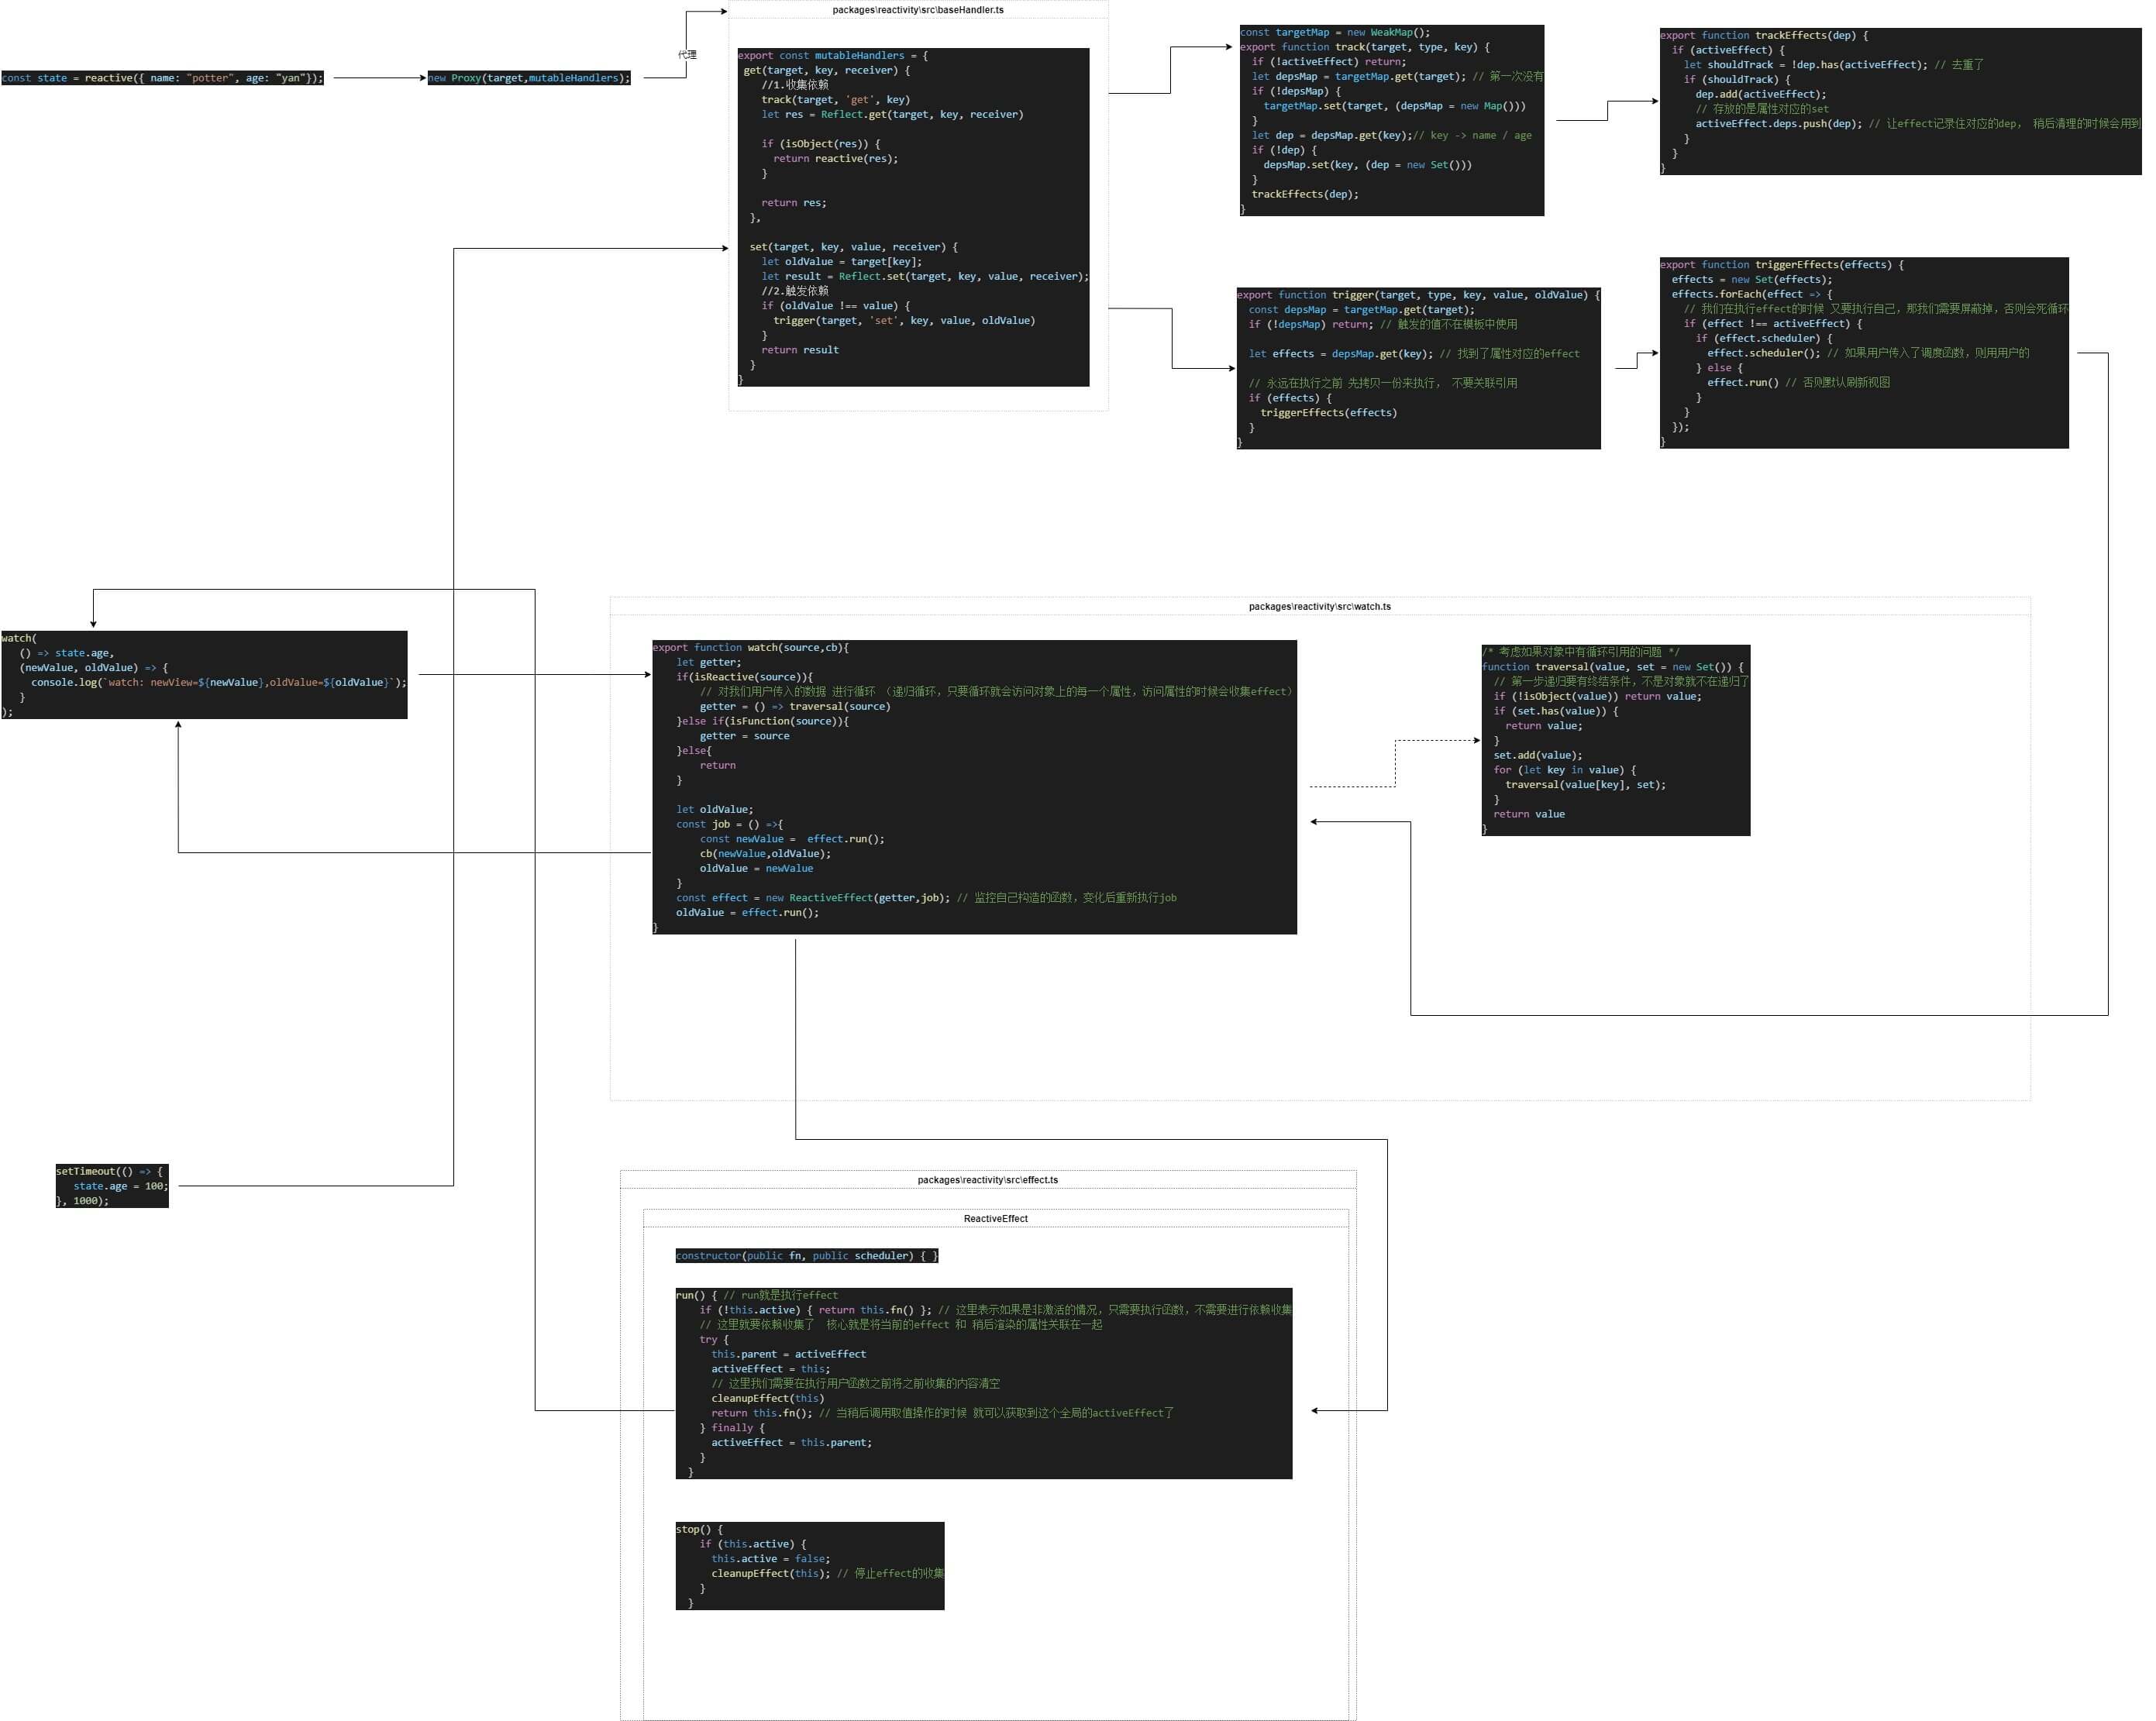 const state = reactive({ name: "potter", age: "yan"});
new Proxy(target,mutableHandlers);
代理
packages\reactivity\src\baseHandler.ts
export const mutableHandlers = {
get(target, key, receiver) {
//1.收集依赖
track(target, 'get', key)
let res = Reflect.get(target, key, receiver)
if (isObject(res)) {
return reactive(res);
}
return res;
},
set(target, key, value, receiver) {
let oldValue = target[key];
let result = Reflect.set(target, key, value, receiver);
//2.触发依赖
if (oldValue !== value) {
trigger(target, 'set', key, value, oldValue)
}
return result
}
}
const targetMap = new WeakMap();
export function track(target, type, key) {
if (!activeEffect) return;
let depsMap = targetMap.get(target); // 第一次没有
if (!depsMap) {
targetMap.set(target, (depsMap = new Map()))
}
let dep = depsMap.get(key);// key -> name / age
if (!dep) {
depsMap.set(key, (dep = new Set()))
}
trackEffects(dep);
}
export function trackEffects(dep) {
if (activeEffect) {
let shouldTrack = !dep.has(activeEffect); // 去重了
if (shouldTrack) {
dep.add(activeEffect);
// 存放的是属性对应的set
activeEffect.deps.push(dep); // 让effect记录住对应的dep， 稍后清理的时候会用到
}
}
}
export function trigger(target, type, key, value, oldValue) {
const depsMap = targetMap.get(target);
if (!depsMap) return; // 触发的值不在模板中使用
let effects = depsMap.get(key); // 找到了属性对应的effect
// 永远在执行之前 先拷贝一份来执行， 不要关联引用
if (effects) {
triggerEffects(effects)
}
}
export function triggerEffects(effects) {
effects = new Set(effects);
effects.forEach(effect => {
// 我们在执行effect的时候 又要执行自己，那我们需要屏蔽掉，否则会死循环
if (effect !== activeEffect) {
if (effect.scheduler) {
effect.scheduler(); // 如果用户传入了调度函数，则用用户的
} else {
effect.run() // 否则默认刷新视图
}
}
});
}
watch(
() => state.age,
(newValue, oldValue) => {
console.log(`watch: newView=${newValue},oldValue=${oldValue}`);
}
);
packages\reactivity\src\watch.ts
export function watch(source,cb){
let getter;
if(isReactive(source)){
// 对我们用户传入的数据 进行循环 （递归循环，只要循环就会访问对象上的每一个属性，访问属性的时候会收集effect）
getter = () => traversal(source)
}else if(isFunction(source)){
getter = source
}else{
return
}
let oldValue;
const job = () =>{
const newValue =  effect.run();
cb(newValue,oldValue);
oldValue = newValue
}
const effect = new ReactiveEffect(getter,job); // 监控自己构造的函数，变化后重新执行job
oldValue = effect.run();
}
/* 考虑如果对象中有循环引用的问题 */
function traversal(value, set = new Set()) {
// 第一步递归要有终结条件，不是对象就不在递归了
if (!isObject(value)) return value;
if (set.has(value)) {
return value;
}
set.add(value);
for (let key in value) {
traversal(value[key], set);
}
return value
}
setTimeout(() => {
state.age = 100;
}, 1000);
packages\reactivity\src\effect.ts
ReactiveEffect
constructor(public fn, public scheduler) { }
run() { // run就是执行effect
if (!this.active) { return this.fn() }; // 这里表示如果是非激活的情况，只需要执行函数，不需要进行依赖收集
// 这里就要依赖收集了  核心就是将当前的effect 和 稍后渲染的属性关联在一起
try {
this.parent = activeEffect
activeEffect = this;
// 这里我们需要在执行用户函数之前将之前收集的内容清空
cleanupEffect(this)
return this.fn(); // 当稍后调用取值操作的时候 就可以获取到这个全局的activeEffect了
} finally {
activeEffect = this.parent;
}
}
stop() {
if (this.active) {
this.active = false;
cleanupEffect(this); // 停止effect的收集
}
}